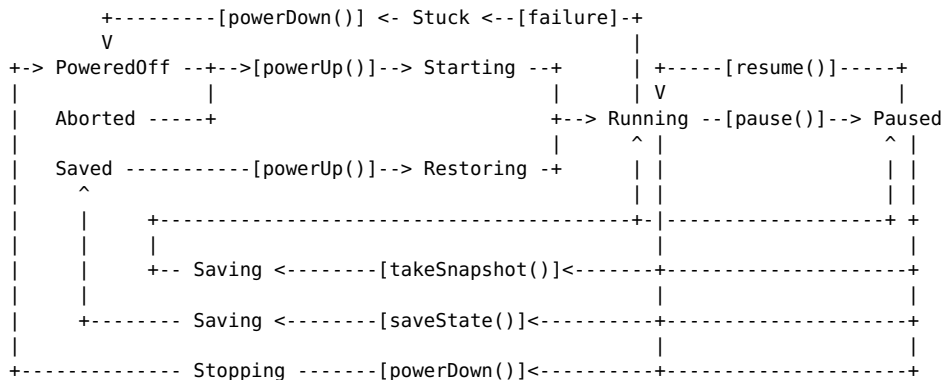 +---------[powerDown()] <- Stuck <--[failure]-+
V |
+-> PoweredOff --+-->[powerUp()]--> Starting --+ | +-----[resume()]-----+
| | | | V |
| Aborted -----+ +--> Running --[pause()]--> Paused
| | ^ | ^ |
| Saved -----------[powerUp()]--> Restoring -+ | | | |
| ^ | | | |
| | +-----------------------------------------+-|-------------------+ +
| | | | |
| | +-- Saving <--------[takeSnapshot()]<-------+---------------------+
| | | |
| +-------- Saving <--------[saveState()]<----------+---------------------+
| | |
+-------------- Stopping -------[powerDown()]<----------+---------------------+